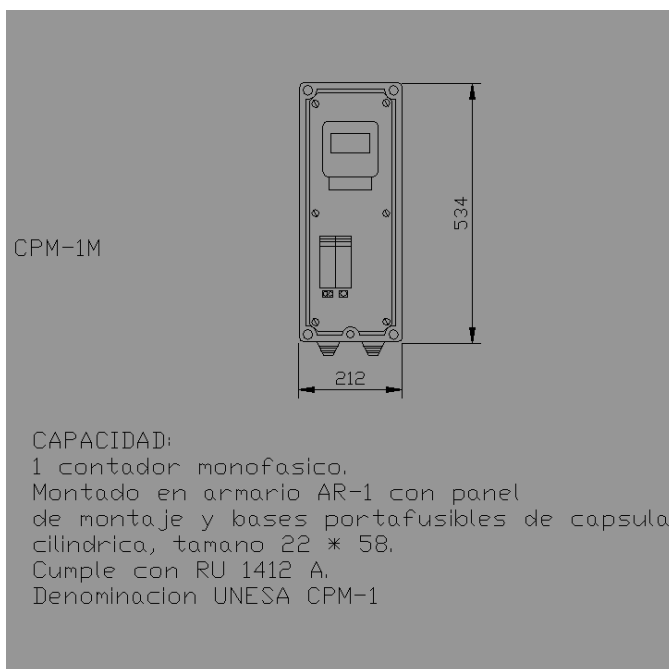 534
CPM-1M
212
CAPACIDAD:
1 contador monofasico.
Montado en armario AR-1 con panel
de montaje y bases portafusibles de capsula
cilindrica, tamano 22 * 58.
Cumple con RU 1412 A.
Denominacion UNESA CPM-1